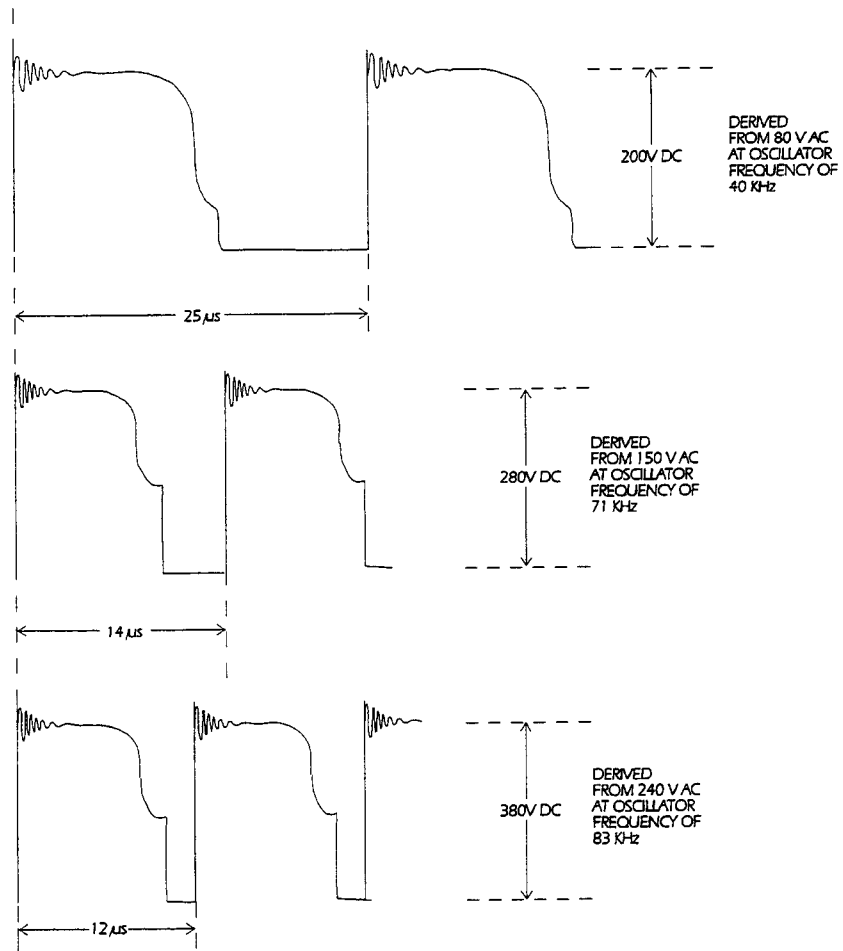 200V DC
DERIVED
FROM 80 V AC
AT OSCILLATOR
FREQUENCY OF
40 KHz
25 µs
280V DC
DERIVED
FROM 150 V AC
AT OSCILLATOR
FREQUENCY OF
71 KHz
14 µs
380V DC
DERIVED
FROM 240 V AC
AT OSCILLATOR
FREQUENCY OF
83 KHz
12 µs